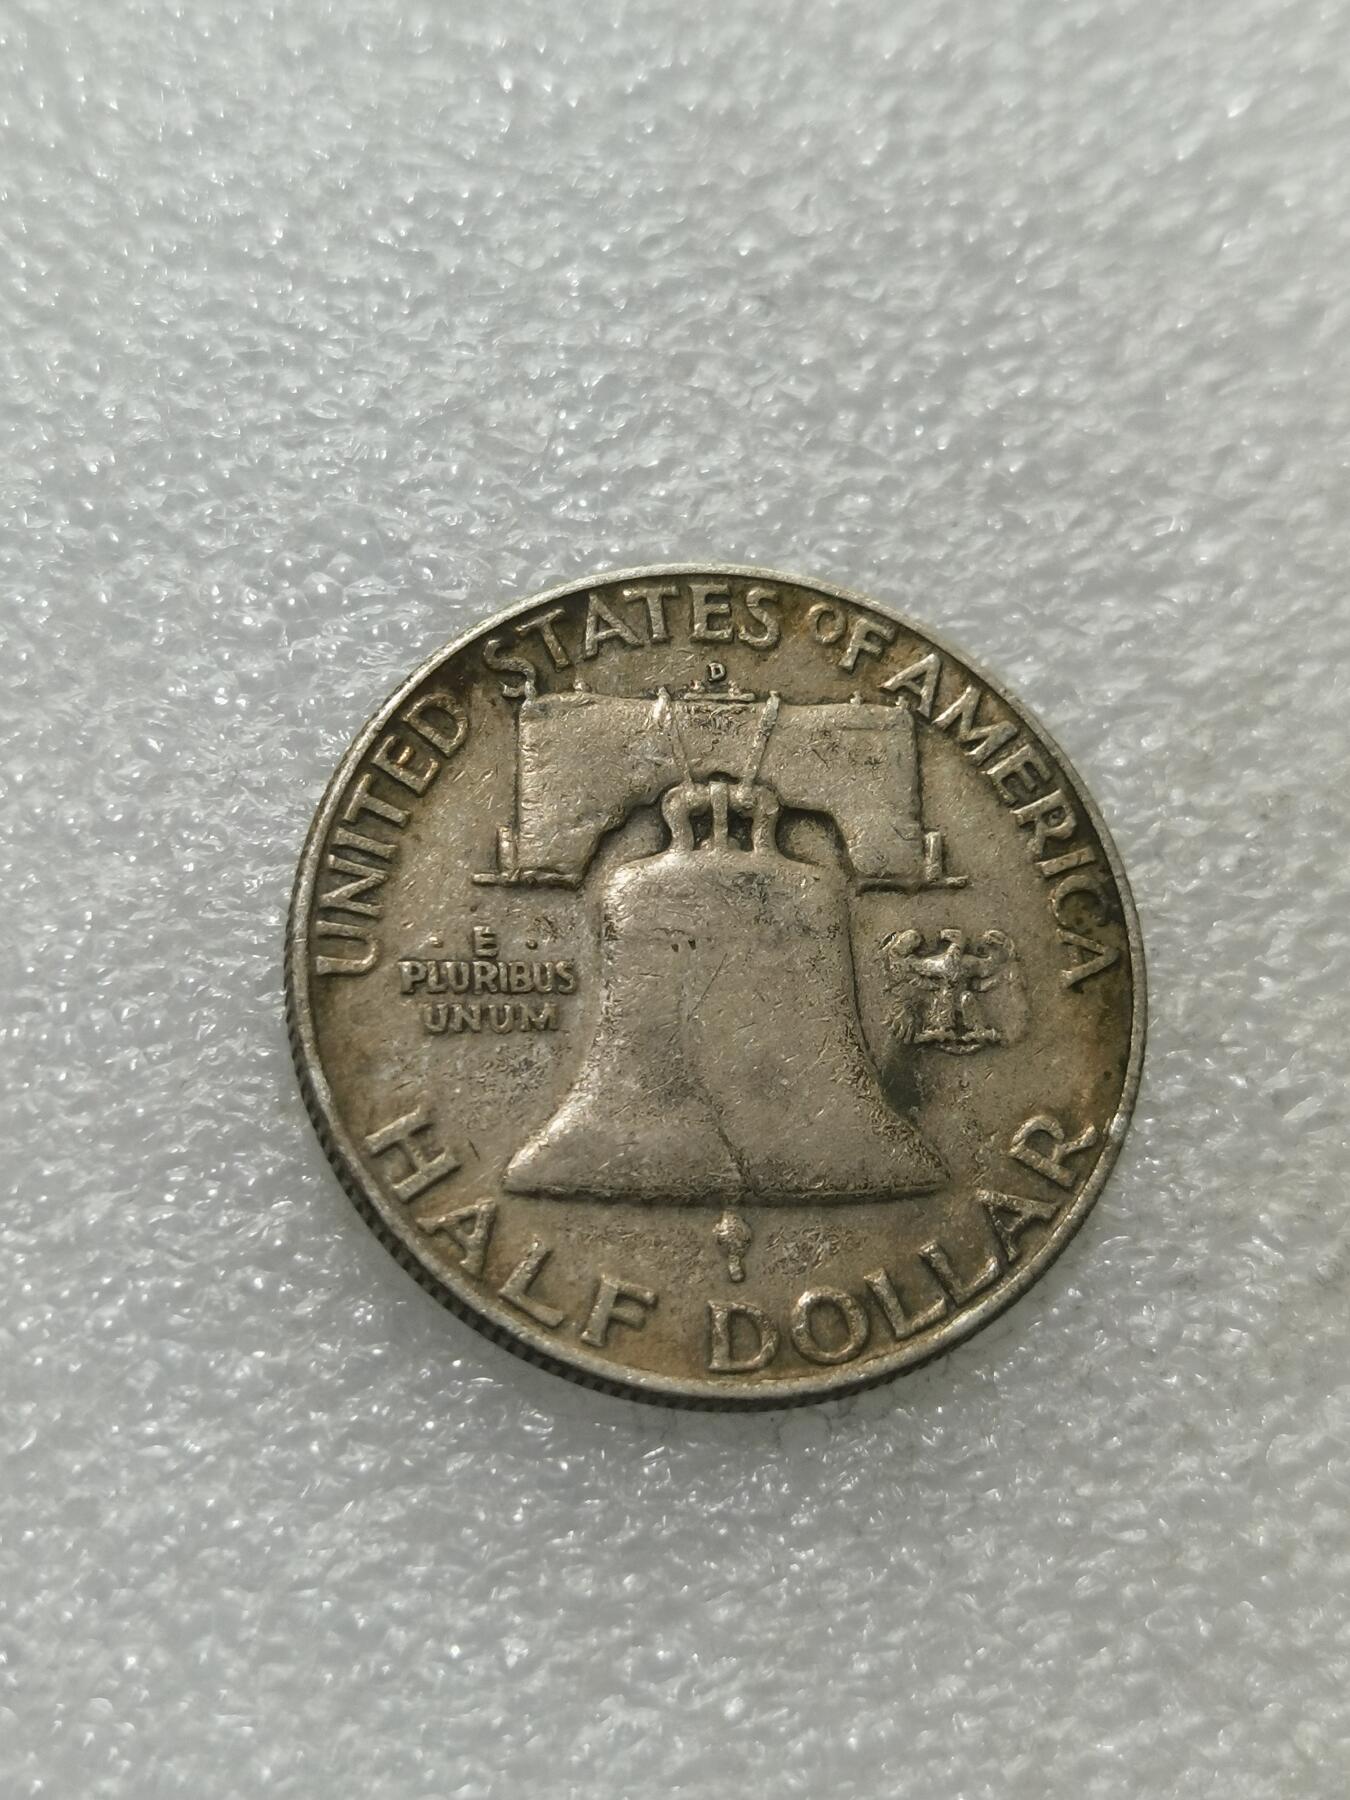 UNITED STATES OF AMERICA
D
· E ·
PLURIBUS
UNUM
HALF DOLLAR